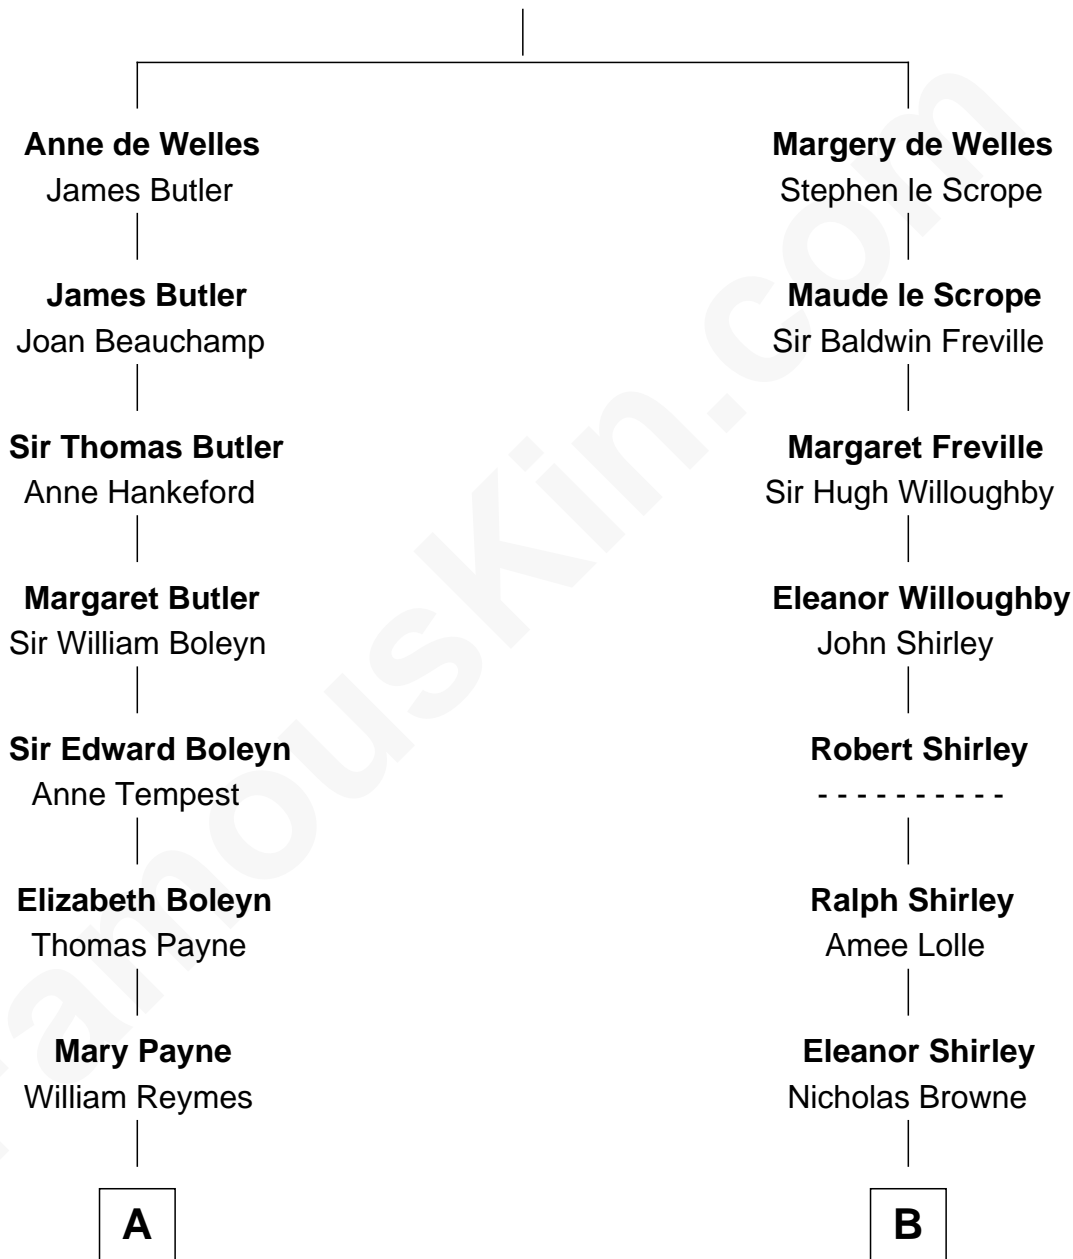 Anne de Welles
James Butler
James Butler
Joan Beauchamp
Sir Thomas Butler
Anne Hankeford
Margaret Butler
Sir William Boleyn
Sir Edward Boleyn
Anne Tempest
Elizabeth Boleyn
Thomas Payne
Mary Payne
William Reymes
A
Margery de Welles
Stephen le Scrope
Maude le Scrope
Sir Baldwin Freville
Margaret Freville
Sir Hugh Willoughby
Eleanor Willoughby
John Shirley
Robert Shirley
- - - - - - - - - -
Ralph Shirley
Amee Lolle
Eleanor Shirley
Nicholas Browne
B
FamousKin.com